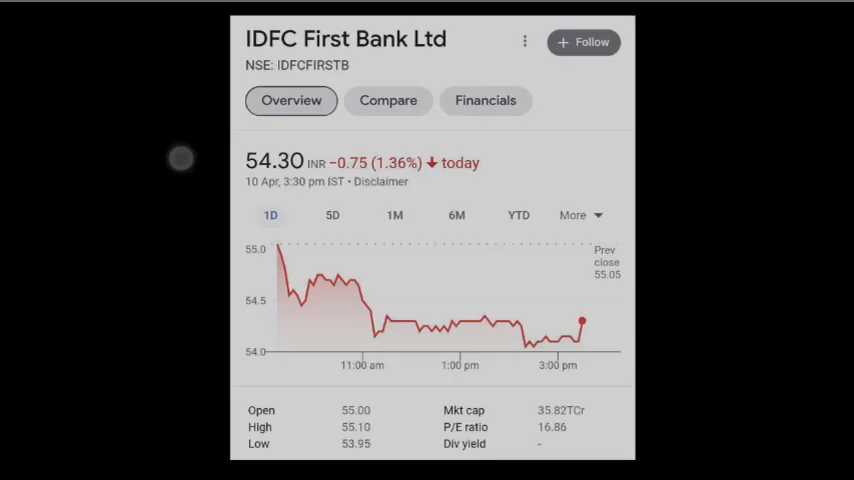 IDFC First Bank Ltd
+ Follow
NSE: IDFCFIRSTB
Overview Compare Financials
54.30 INR −0.75 (1.36%) ↓ today
10 Apr, 3:30 pm IST • Disclaimer
1D 5D 1M 6M YTD More
55.0
54.5
54.0
Prev
close
55.05
11:00 am 1:00 pm 3:00 pm
Open 55.00 Mkt cap 35.82TCr
High 55.10 P/E ratio 16.86
Low 53.95 Div yield -